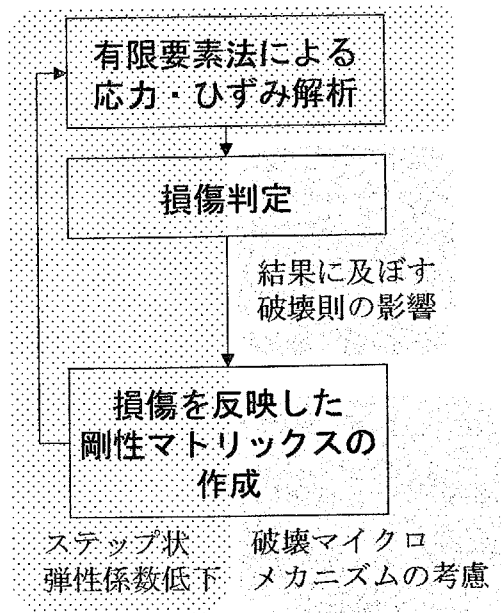 有限要素法による
応力・ひずみ解析
損傷判定
結果に及ぼす
破壊則の影響
損傷を反映した
剛性マトリックスの
作成
ステップ状
弾性係数低下
破壊マイクロ
メカニズムの考慮